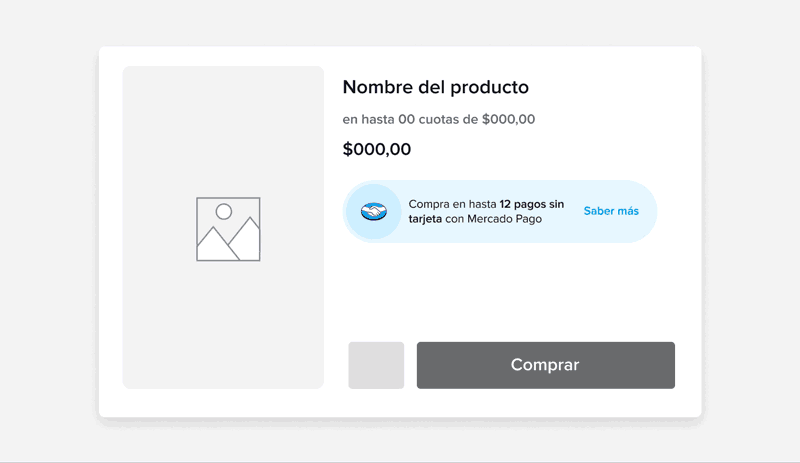 Nombre del producto
en hasta 00 cuotas de $000,00
$000,00
Compra en hasta 12 pagos sin
tarjeta con Mercado Pago
Saber más
Comprar